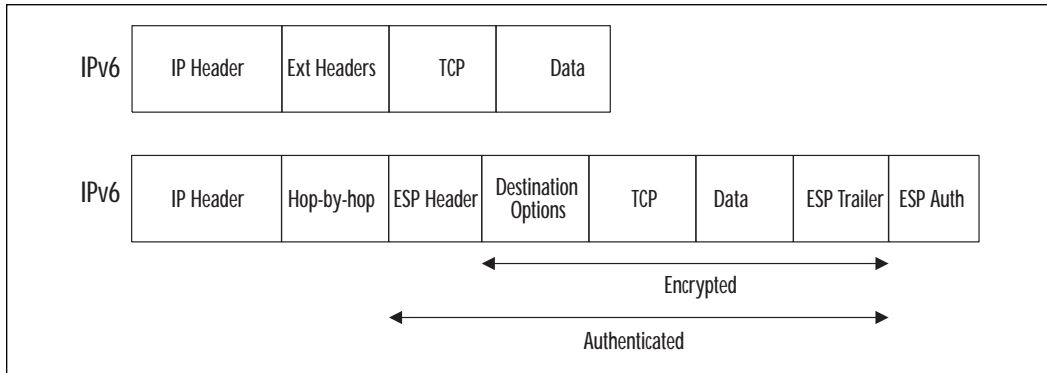 IPv6 IP Header Ext Headers TCP Data
IPv6 IP Header Hop-by-hop ESP Header Destination Options TCP Data ESP Trailer ESP Auth
Encrypted
Authenticated